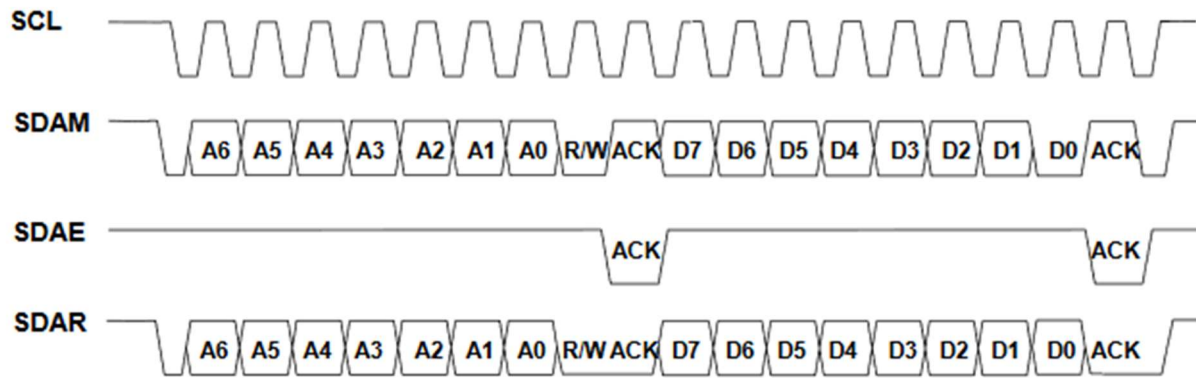 SCL
SDAM A6 A5 A4 A3 A2 A1 A0 R/W ACK D7 D6 D5 D4 D3 D2 D1 D0 ACK
SDAE ACK ACK
SDAR A6 A5 A4 A3 A2 A1 A0 R/W ACK D7 D6 D5 D4 D3 D2 D1 D0 ACK